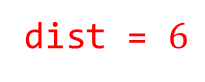 dist = 6